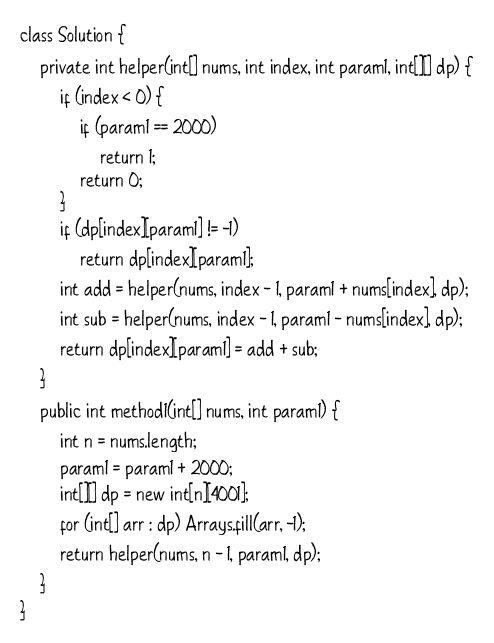 class Solution {
private int helper(int[] nums, int index, int param1, int[][] dp) {
if (index < 0) {
if (param1 == 2000)
return 1;
return 0;
}
if (dp[index][param1] != -1)
return dp[index][param1];
int add = helper(nums, index - 1, param1 + nums[index], dp);
int sub = helper(nums, index - 1, param1 - nums[index], dp);
return dp[index][param1] = add + sub;
}
public int method1(int[] nums, int param1) {
int n = nums.length;
param1 = param1 + 2000;
int[][] dp = new int[n][4001];
for (int[] arr : dp) Arrays.fill(arr, -1);
return helper(nums, n - 1, param1, dp);
}
}